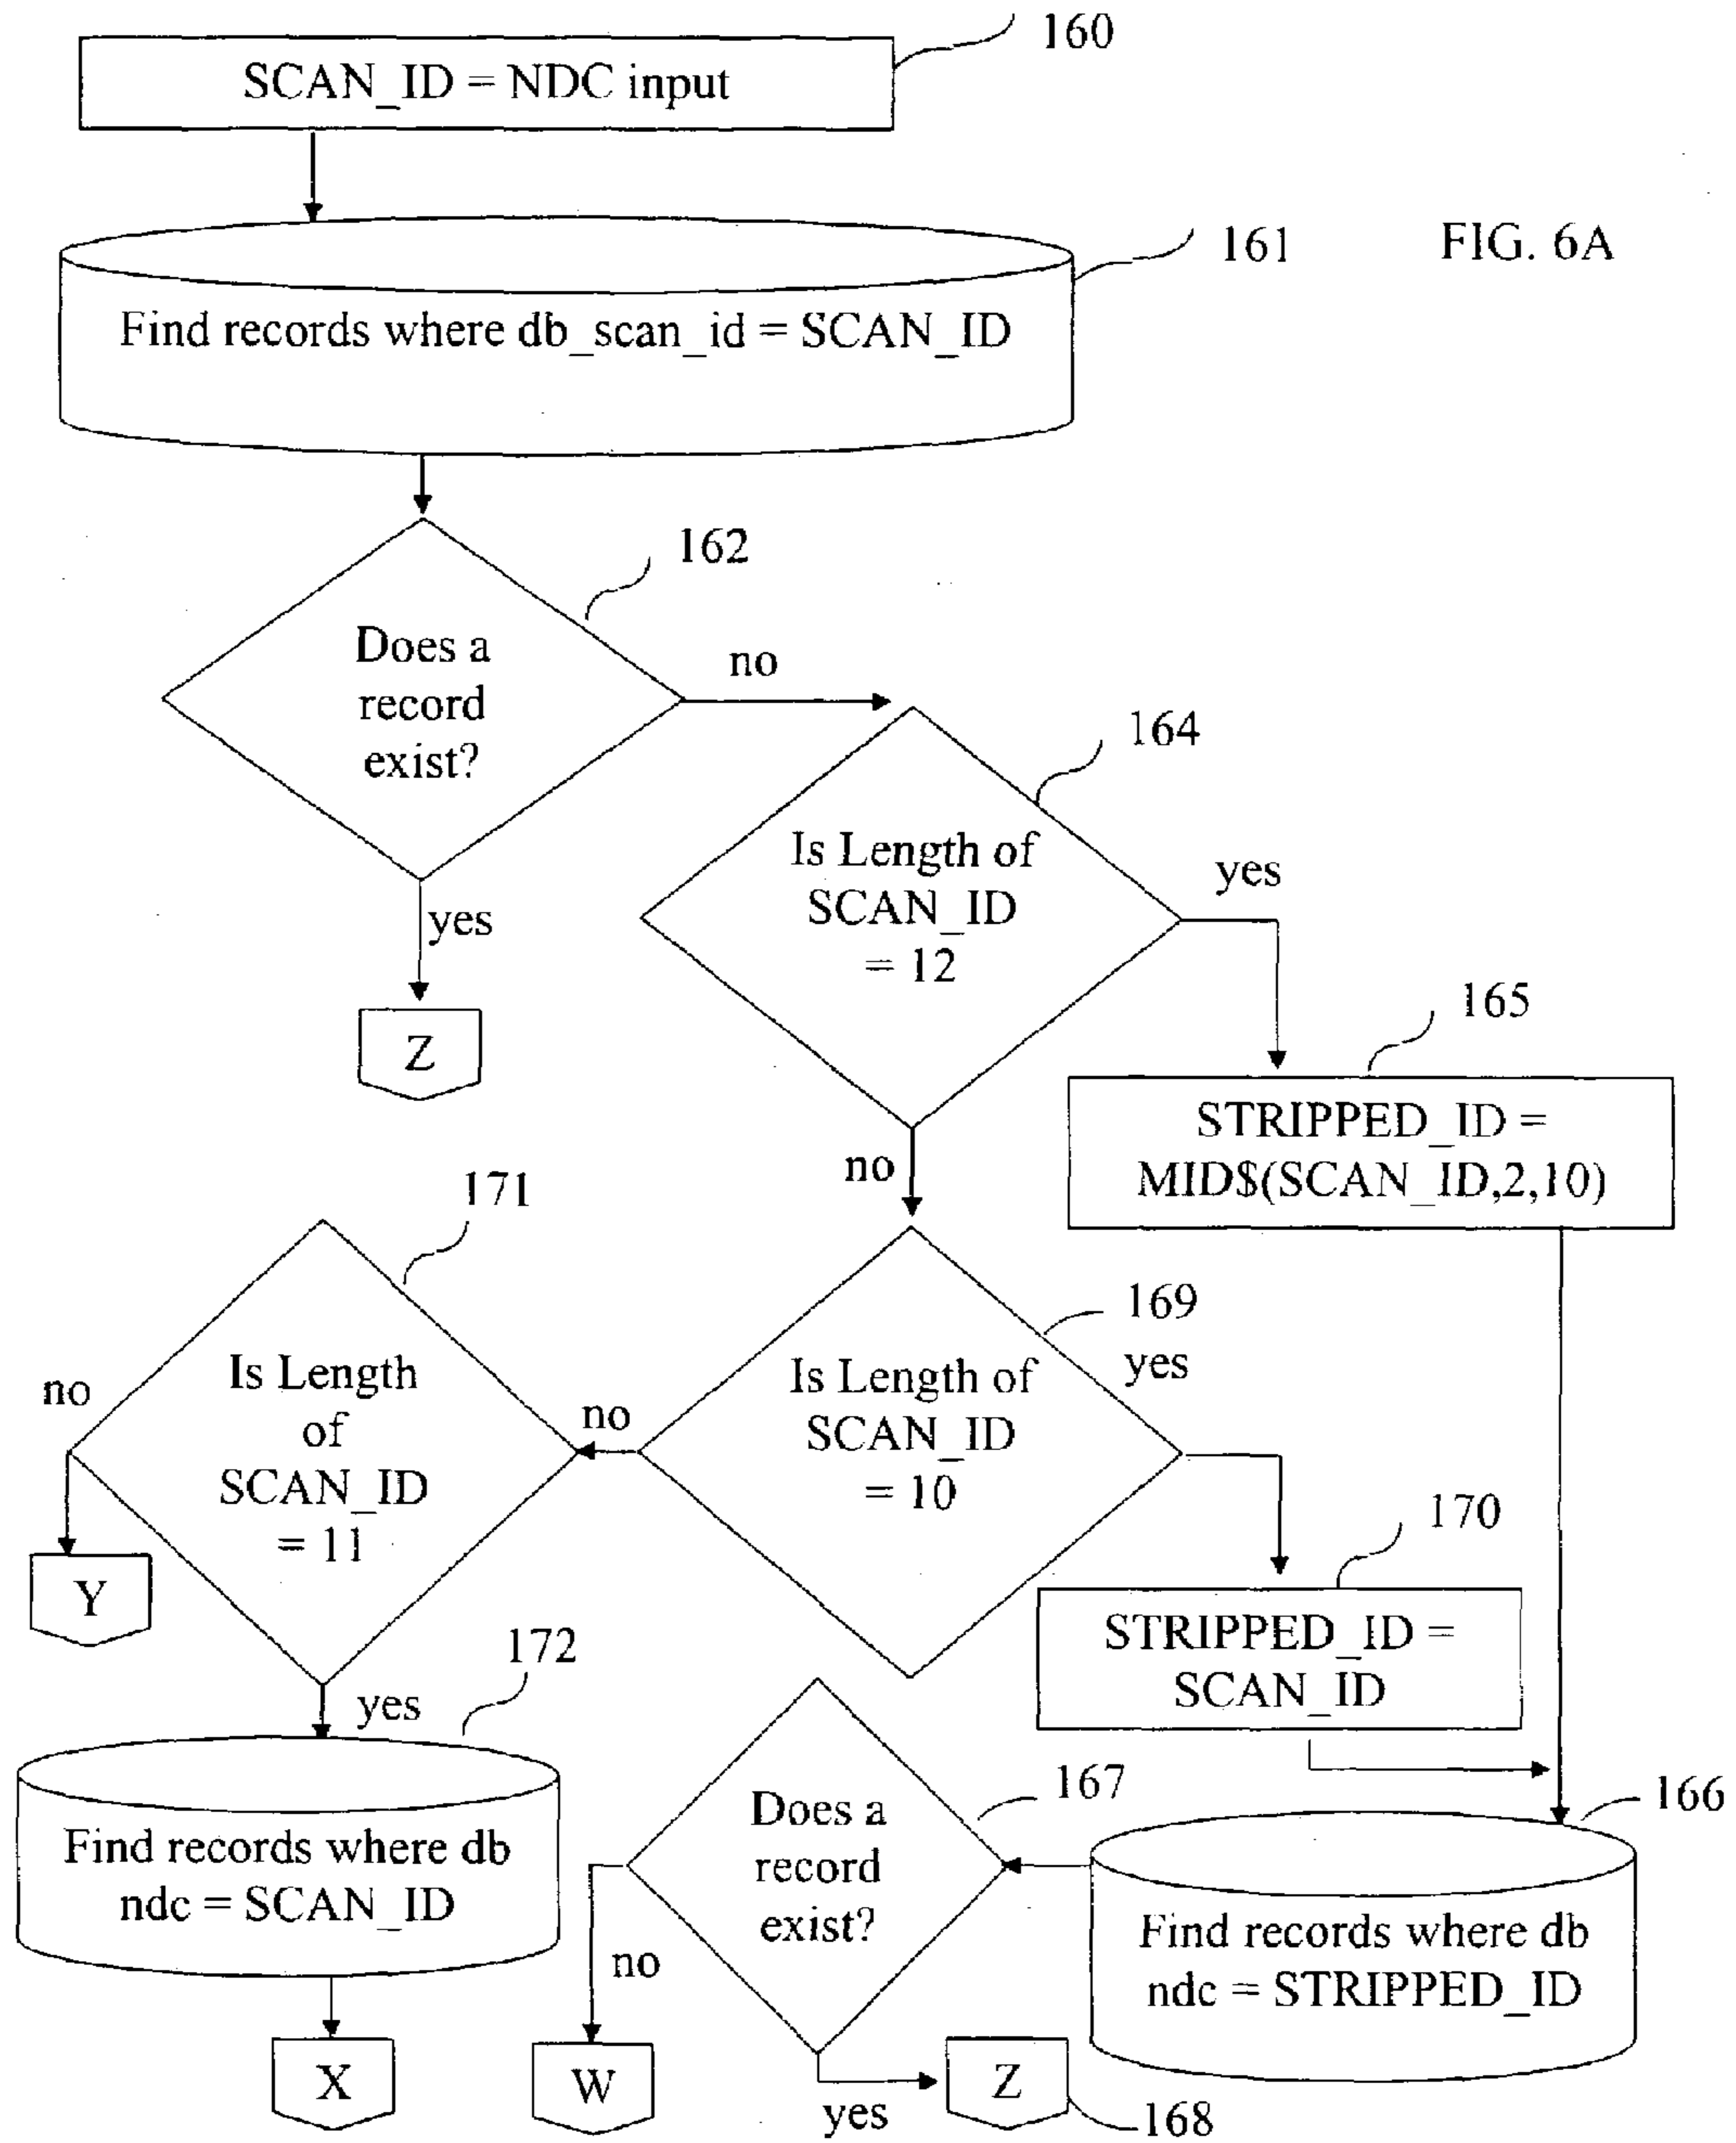 160
SCAN_ID = NDC input
161
FIG. 6A
Find records where db_scan_id = SCAN_ID
162
Does a
record
exist?
no
yes
Z
164
Is Length of
SCAN_ID
= 12
yes
no
165
STRIPPED_ID =
MID$(SCAN_ID,2,10)
171
Is Length
of
SCAN_ID
= 11
no
yes
Y
169
Is Length of
SCAN_ID
= 10
yes
no
170
STRIPPED_ID =
SCAN_ID
172
Find records where db
ndc = SCAN_ID
X
167
Does a
record
exist?
no
W
yes
Z
168
166
Find records where db
ndc = STRIPPED_ID